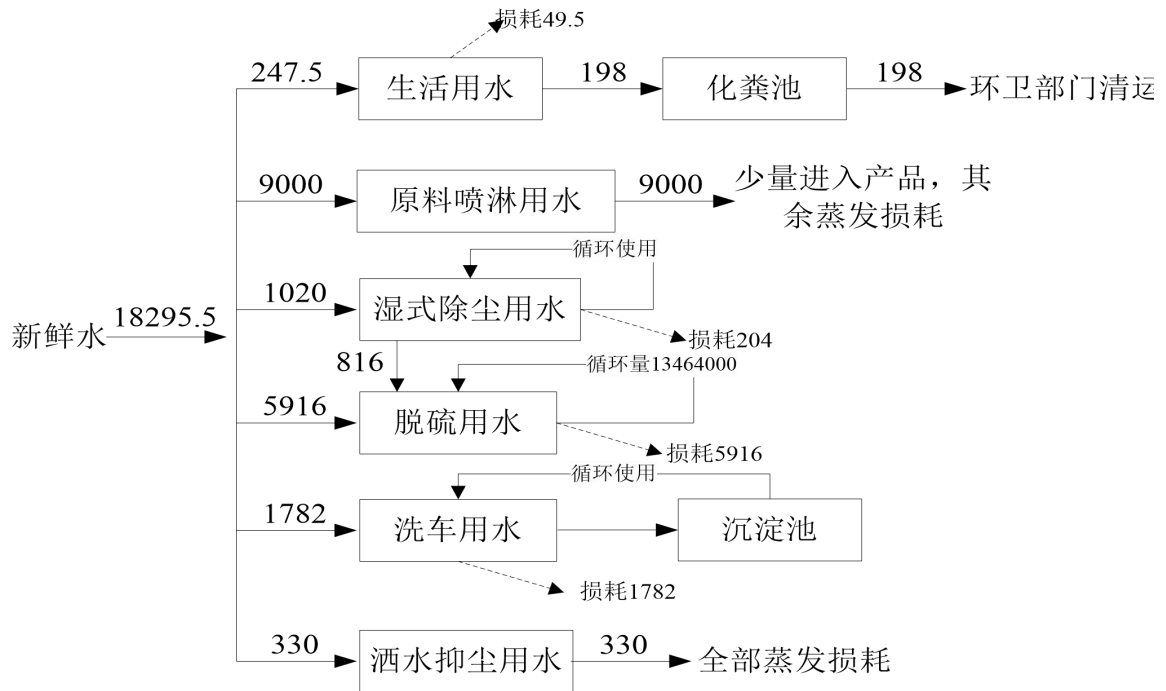 损耗49.5
247.5
生活用水
198
化粪池
198
环卫部门清运
9000
原料喷淋用水
9000
少量进入产品，其
余蒸发损耗
循环使用
1020
湿式除尘用水
新鲜水
18295.5
损耗204
816
循环量13464000
5916
脱硫用水
损耗5916
循环使用
1782
洗车用水
沉淀池
损耗1782
330
洒水抑尘用水
330
全部蒸发损耗